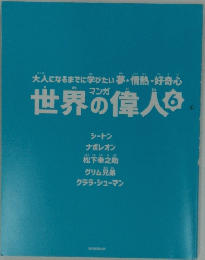 大人になるまでに学びたい 夢・情熱・好奇心
マンガ
世界の偉人6
シートン
ナポレオン
松下幸之助
グリム兄弟
クララ・シューマン